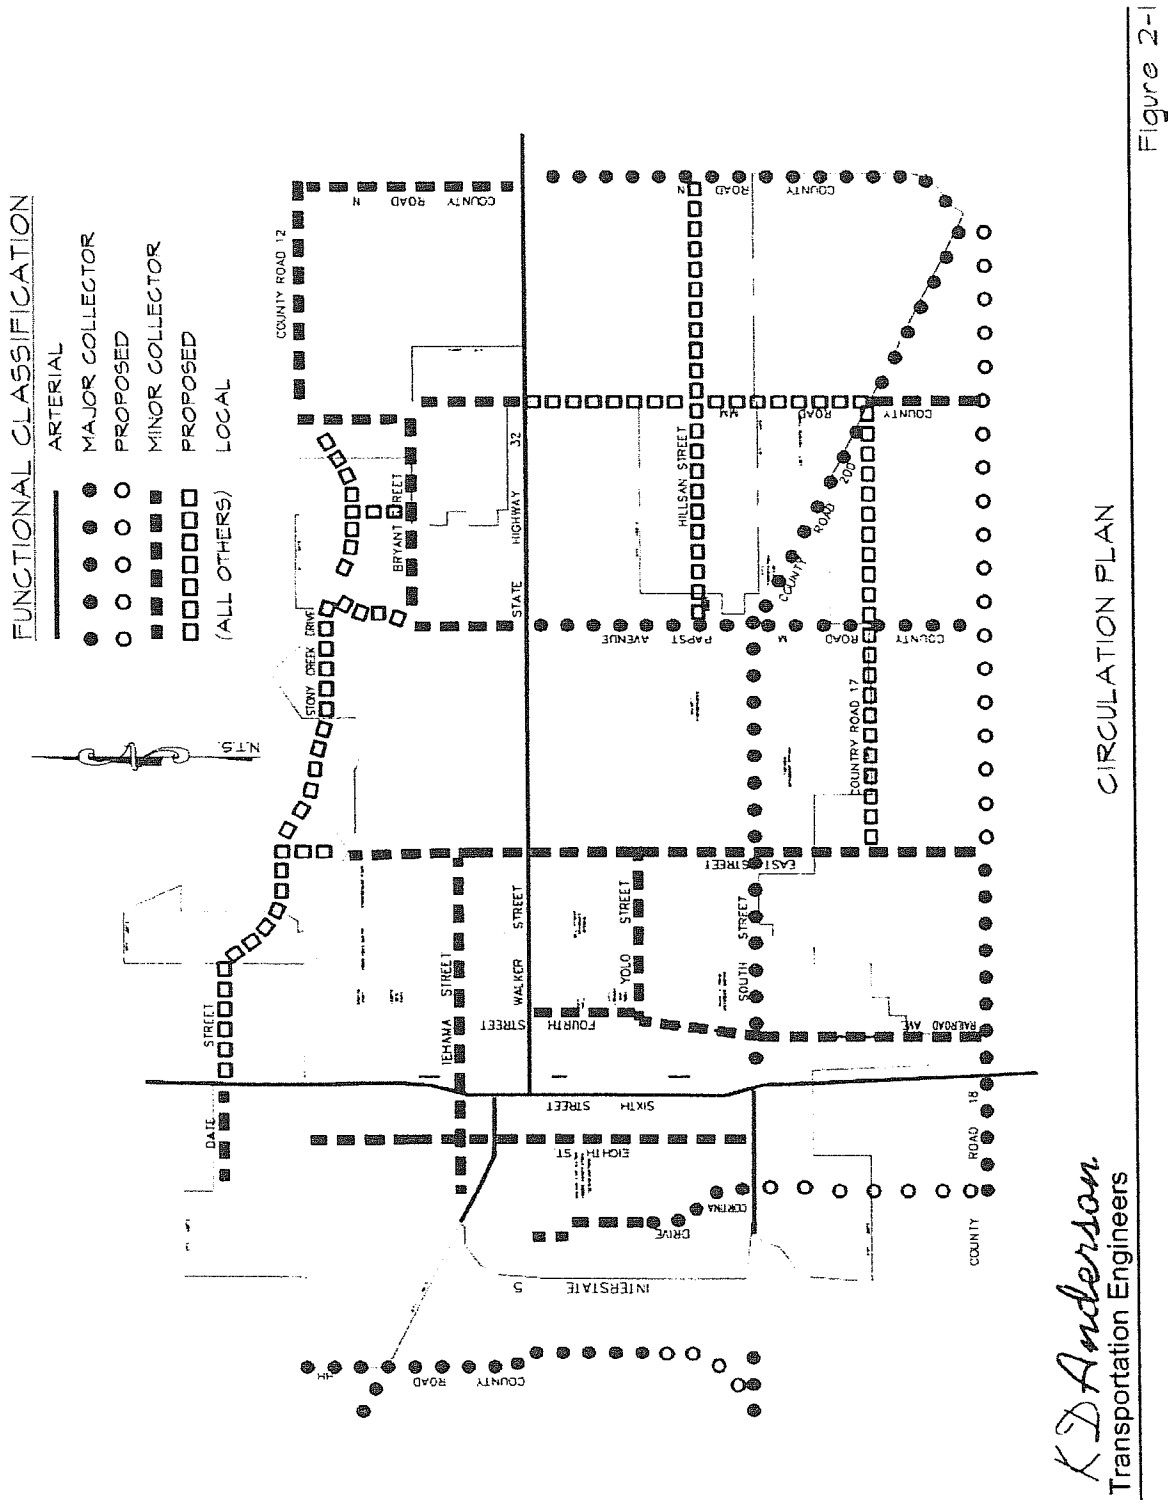 FUNCTIONAL CLASSIFICATION
ARTERIAL
MAJOR COLLECTOR
PROPOSED
MINOR COLLECTOR
PROPOSED
(ALL OTHERS) LOCAL
N.T.S.
DATE STREET
STONY CREEK DRIVE
COUNTY ROAD 12
COUNTY ROAD N
BRYANT STREET
TEHAMA STREET
STATE HIGHWAY 32
WALKER STREET
FOURTH STREET
SIXTH STREET
EIGHTH ST.
YOLO STREET
EAST STREET
SOUTH STREET
PAPST AVENUE
COUNTY ROAD M
HILLSAN STREET
COUNTY ROAD MM
COUNTY ROAD N
COUNTY ROAD 200
COUNTRY ROAD 17
RAILROAD AVE
COUNTY ROAD 18
CORTINA DRIVE
INTERSTATE 5
COUNTY ROAD HH
KD Anderson
Transportation Engineers
CIRCULATION PLAN
Figure 2-1